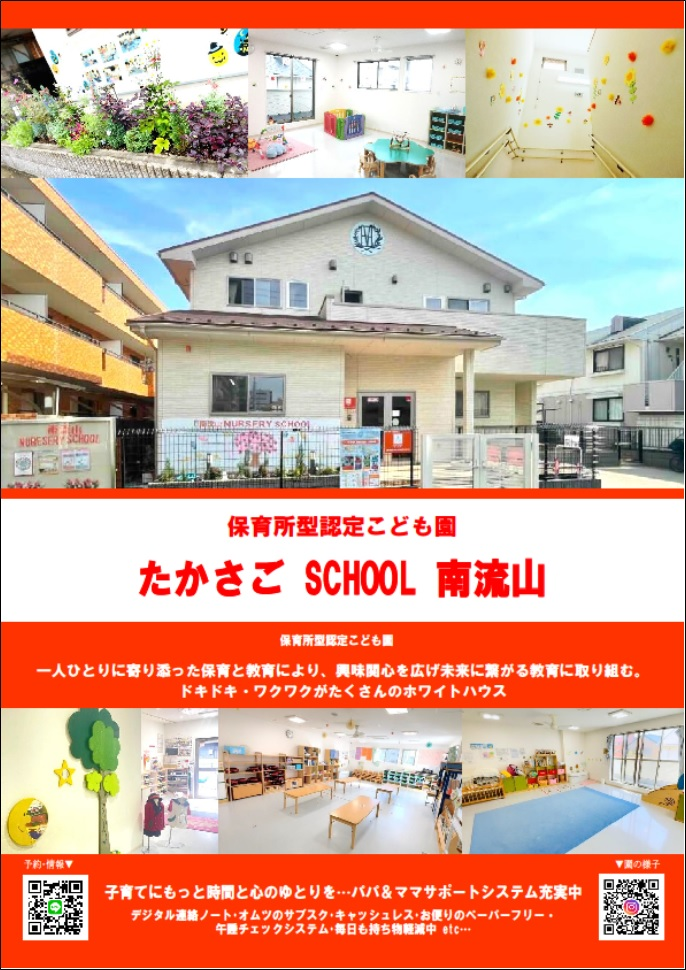 南流山
NURSERY SCHOOL
NURSERY SCHOOL
保育所型認定こども園
たかさご SCHOOL 南流山
保育所型認定こども園
一人ひとりに寄り添った保育と教育により、興味関心を広げ未来に繋がる教育に取り組む。
ドキドキ・ワクワクがたくさんのホワイトハウス
予約・情報▼
▼園の様子
子育てにもっと時間と心のゆとりを…パパ＆ママサポートシステム充実中
デジタル連絡ノート・オムツのサブスク・キャッシュレス・お便りのペーパーフリー・
午睡チェックシステム・毎日も持ち物軽減中 etc…